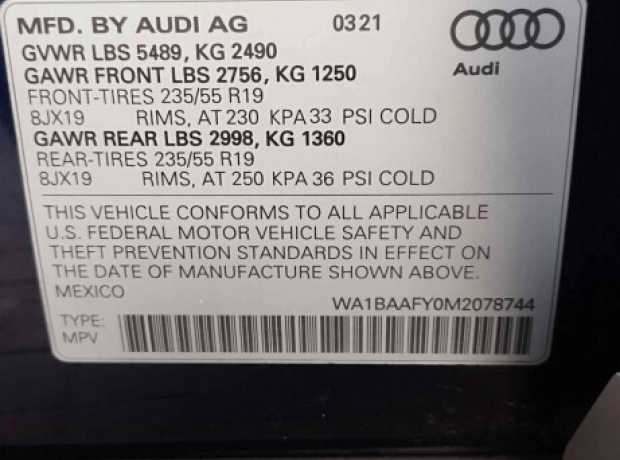 MFD. BY AUDI AG 03 21
GVWR LBS 5489, KG 2490
GAWR FRONT LBS 2756, KG 1250
FRONT-TIRES 235/55 R19
8JX19 RIMS, AT 230 KPA 33 PSI COLD
GAWR REAR LBS 2998, KG 1360
REAR-TIRES 235/55 R19
8JX19 RIMS, AT 250 KPA 36 PSI COLD
Audi
THIS VEHICLE CONFORMS TO ALL APPLICABLE
U.S. FEDERAL MOTOR VEHICLE SAFETY AND
THEFT PREVENTION STANDARDS IN EFFECT ON
THE DATE OF MANUFACTURE SHOWN ABOVE.
MEXICO
WA1BAAFY0M2078744
TYPE:
MPV